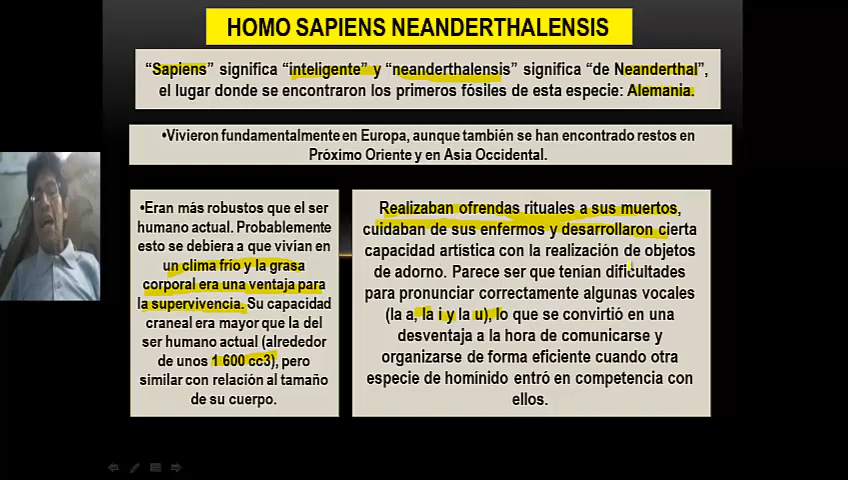 HOMO SAPIENS NEANDERTHALENSIS
“Sapiens” significa “inteligente” y “neanderthalensis” significa “de Neanderthal”,
el lugar donde se encontraron los primeros fósiles de esta especie: Alemania.
•Vivieron fundamentalmente en Europa, aunque también se han encontrado restos en
Próximo Oriente y en Asia Occidental.
•Eran más robustos que el ser
humano actual. Probablemente
esto se debiera a que vivían en
un clima frío y la grasa
corporal era una ventaja para
la supervivencia. Su capacidad
craneal era mayor que la del
ser humano actual (alrededor
de unos 1 600 cc3), pero
similar con relación al tamaño
de su cuerpo.
Realizaban ofrendas rituales a sus muertos,
cuidaban de sus enfermos y desarrollaron cierta
capacidad artística con la realización de objetos
de adorno. Parece ser que tenían dificultades
para pronunciar correctamente algunas vocales
(la a, la i y la u), lo que se convirtió en una
desventaja a la hora de comunicarse y
organizarse de forma eficiente cuando otra
especie de homínido entró en competencia con
ellos.